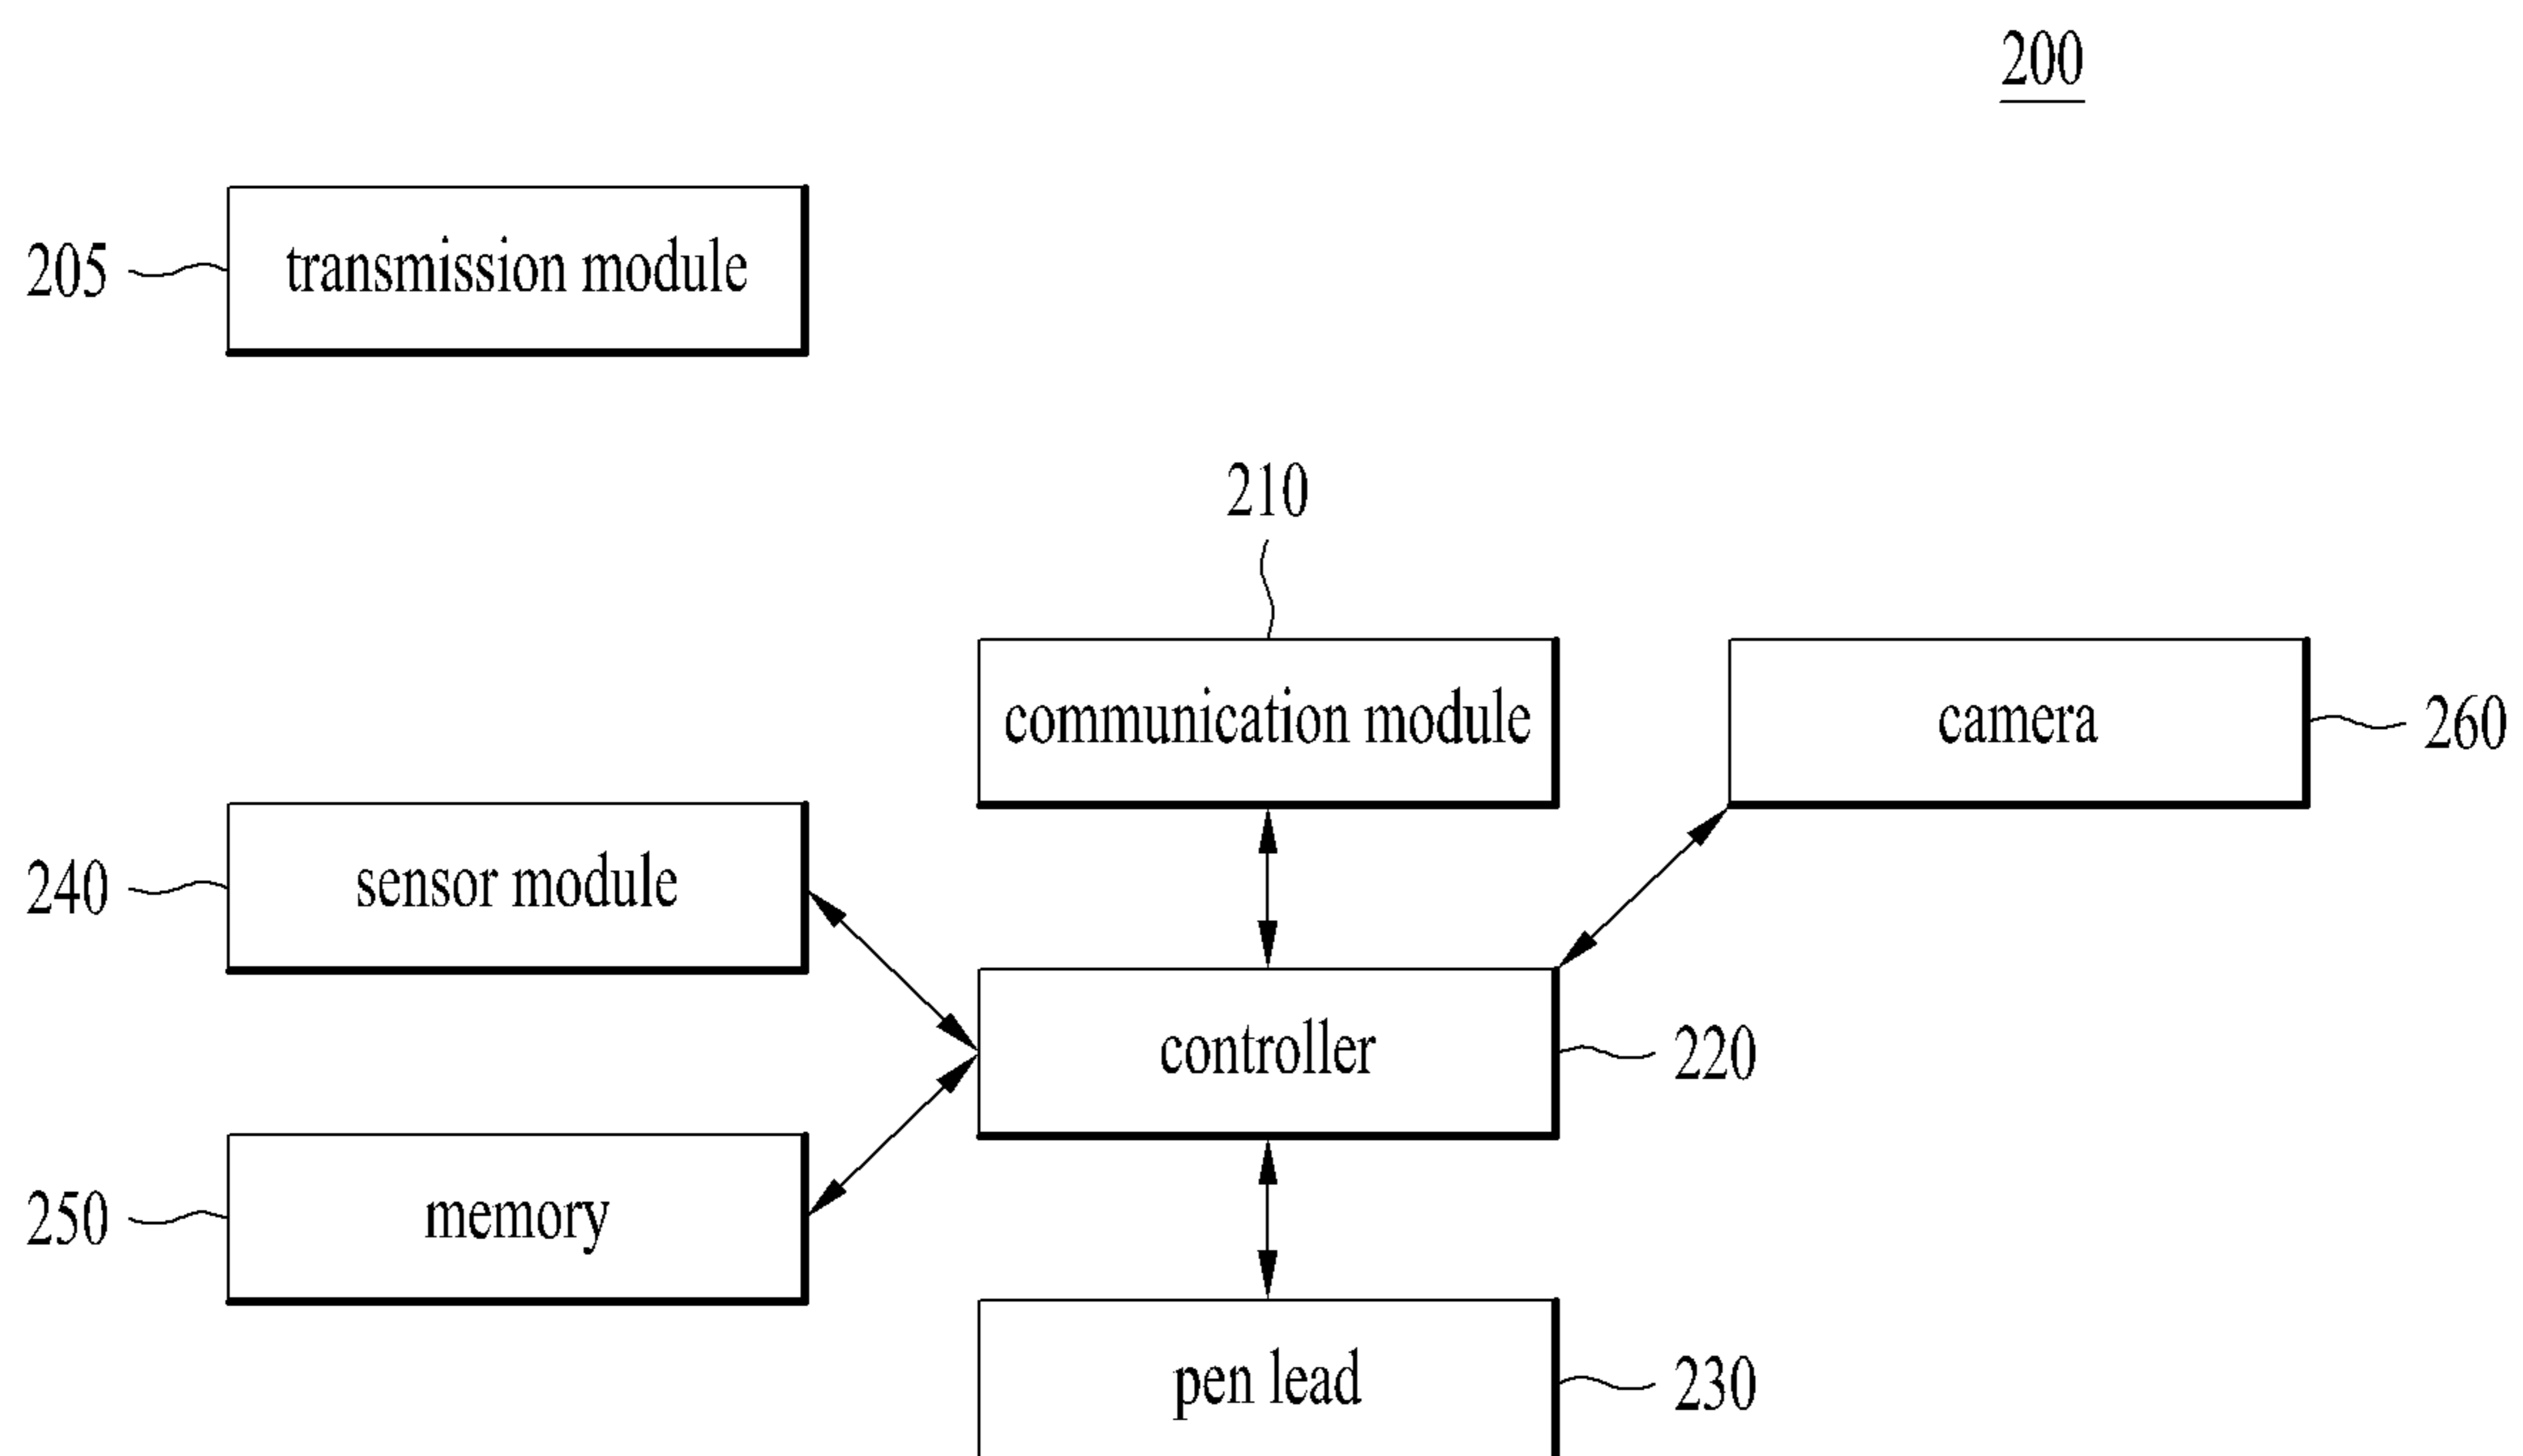 200
205 transmission module
210
communication module
camera 260
240 sensor module
controller 220
250 memory
pen lead 230